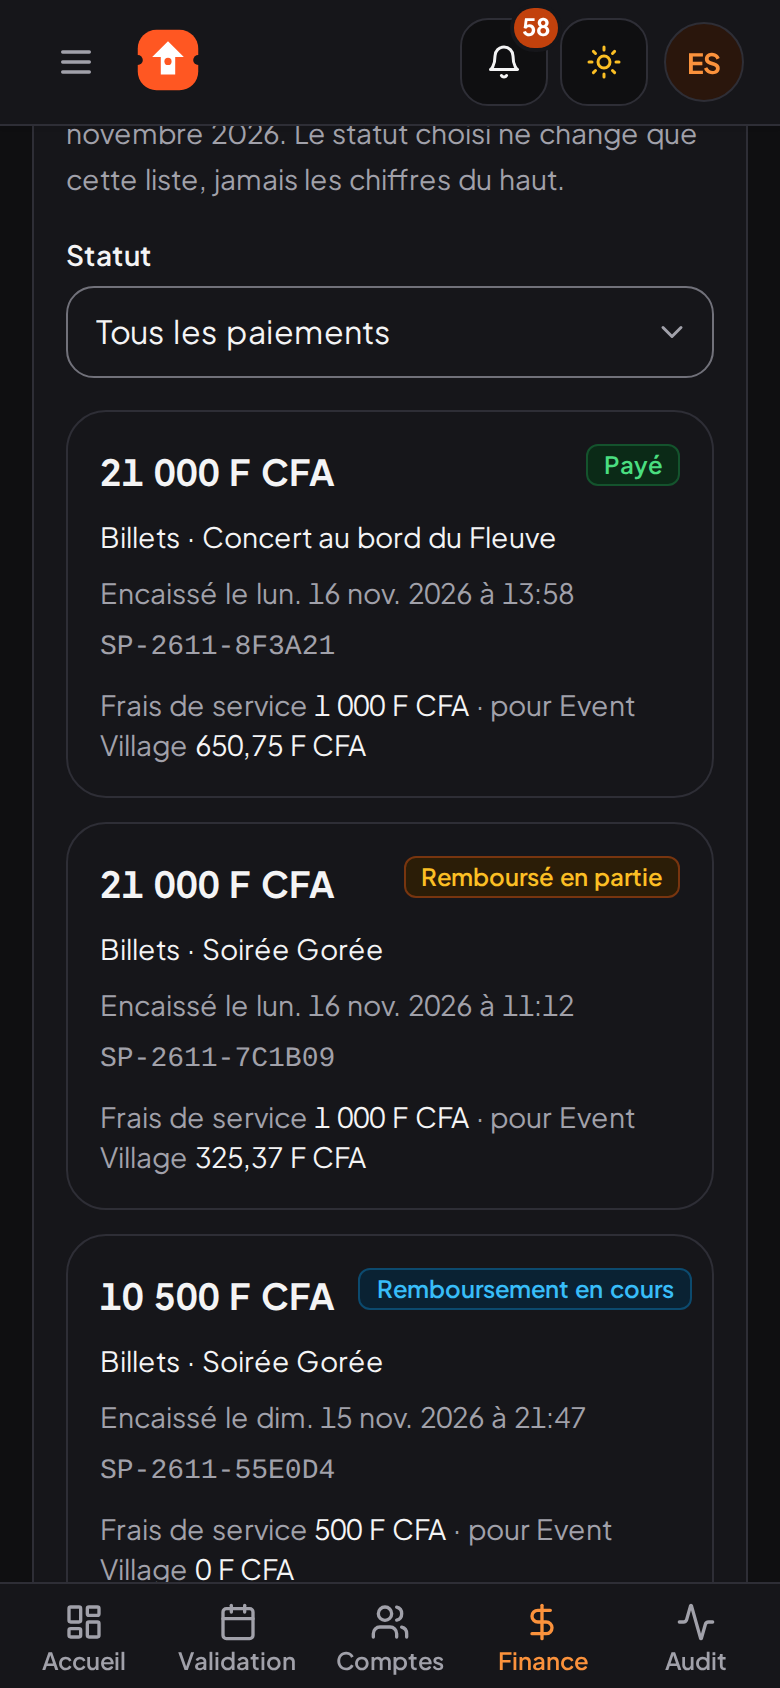 58
ES
novembre 2026. Le statut choisi ne change que
cette liste, jamais les chiffres du haut.
Statut
Tous les paiements
21 000 F CFA
Payé
Billets · Concert au bord du Fleuve
Encaissé le lun. 16 nov. 2026 à 13:58
SP-2611-8F3A21
Frais de service 1 000 F CFA · pour Event
Village 650,75 F CFA
21 000 F CFA
Remboursé en partie
Billets · Soirée Gorée
Encaissé le lun. 16 nov. 2026 à 11:12
SP-2611-7C1B09
Frais de service 1 000 F CFA · pour Event
Village 325,37 F CFA
10 500 F CFA
Remboursement en cours
Billets · Soirée Gorée
Encaissé le dim. 15 nov. 2026 à 21:47
SP-2611-55E0D4
Frais de service 500 F CFA · pour Event
Village 0 F CFA
Accueil
Validation
Comptes
Finance
Audit